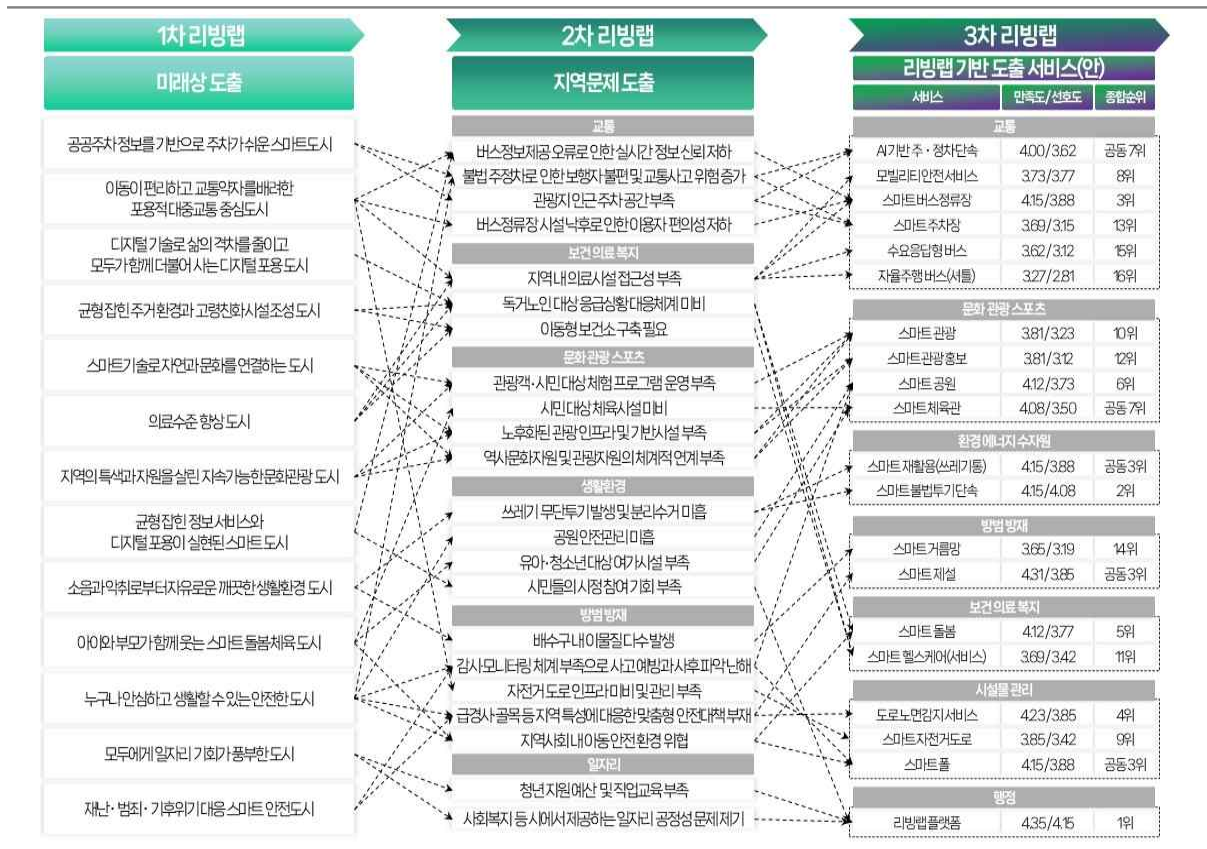 1차 리빙랩
미래상 도출
공공주차 정보를 기반으로 주차가 쉬운 스마트도시
이동이 편리하고 교통약자를 배려한
포용적 대중교통 중심도시
디지털 기술로 삶의 격차를 줄이고
모두가 함께 더불어 사는 디지털 포용 도시
균형 잡힌 주거 환경과 고령친화시설 조성 도시
스마트기술로 자연과 문화를 연결하는 도시
의료수준 향상 도시
지역의 특색과 자원을 살린 지속가능한 문화관광 도시
균형 잡힌 정보 서비스와
디지털 포용이 실현된 스마트 도시
소음과 악취로부터 자유로운 깨끗한 생활환경 도시
아이와 부모가 함께 웃는 스마트 돌봄체육 도시
누구나 안심하고 생활할 수 있는 안전한 도시
모두에게 일자리 기회가 풍부한 도시
재난· 범죄· 기후위기 대응 스마트 안전도시
2차 리빙랩
지역문제 도출
교통
버스정보제공 오류로 인한 실시간 정보 신뢰 저하
불법 주정차로 인한 보행자 불편 및 교통사고 위험 증가
관광지 인근 주차 공간 부족
버스정류장 시설 낙후로 인한 이용자 편의성 저하
보건 의료 복지
지역 내 의료시설 접근성 부족
독거노인 대상 응급상황 대응체계 미비
이동형 보건소 구축 필요
문화 관광 스포츠
관광객·시민 대상 체험 프로그램 운영 부족
시민 대상 체육시설 미비
노후화된 관광 인프라 및 기반시설 부족
역사문화자원 및 관광자원의 체계적 연계 부족
생활환경
쓰레기 무단투기 발생 및 분리수거 미흡
공원 안전관리 미흡
유아·청소년 대상 여가시설 부족
시민들의 시정 참여 기회 부족
방범 방재
배수구 내 이물질 다수 발생
감사·모니터링 체계 부족으로 사고 예방과 사후 파악 난해
자전거 도로 인프라 미비 및 관리 부족
급경사·골목 등 지역 특성에 대응한 맞춤형 안전대책 부재
지역사회 내 아동 안전 환경 위협
일자리
청년 지원 예산 및 직업교육 부족
사회복지 등 시에서 제공하는 일자리 공정성 문제 제기
3차 리빙랩
리빙랩 기반 도출 서비스(안)
서비스 만족도/선호도 종합순위
교통
AI기반 주·정차단속 4.00/3.62 공동 7위
모빌리티안전서비스 3.73/3.77 8위
스마트버스정류장 4.15/3.88 3위
스마트 주차장 3.69/3.15 13위
수요응답형 버스 3.62/3.12 15위
자율주행 버스(셔틀) 3.27/2.81 16위
문화 관광 스포츠
스마트 관광 3.81/3.23 10위
스마트 관광 홍보 3.81/3.12 12위
스마트 공원 4.12/3.73 6위
스마트 체육관 4.08/3.50 공동 7위
환경 에너지 수자원
스마트 재활용(쓰레기통) 4.15/3.88 공동 3위
스마트 불법투기 단속 4.15/4.08 2위
방범 방재
스마트 거름망 3.65/3.19 14위
스마트 제설 4.31/3.85 공동 3위
보건 의료 복지
스마트 돌봄 4.12/3.77 5위
스마트 헬스케어(서비스) 3.69/3.42 11위
시설물 관리
도로노면감지 서비스 4.23/3.85 4위
스마트 자전거도로 3.85/3.42 9위
스마트폴 4.15/3.88 공동 3위
행정
리빙랩 플랫폼 4.35/4.15 1위